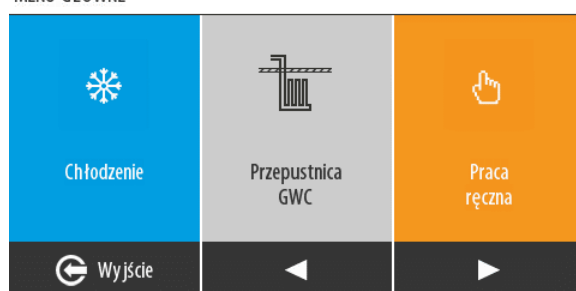 MENU GŁÓWNE
Chłodzenie
Przepustnica
GWC
Praca
ręczna
Wyjście